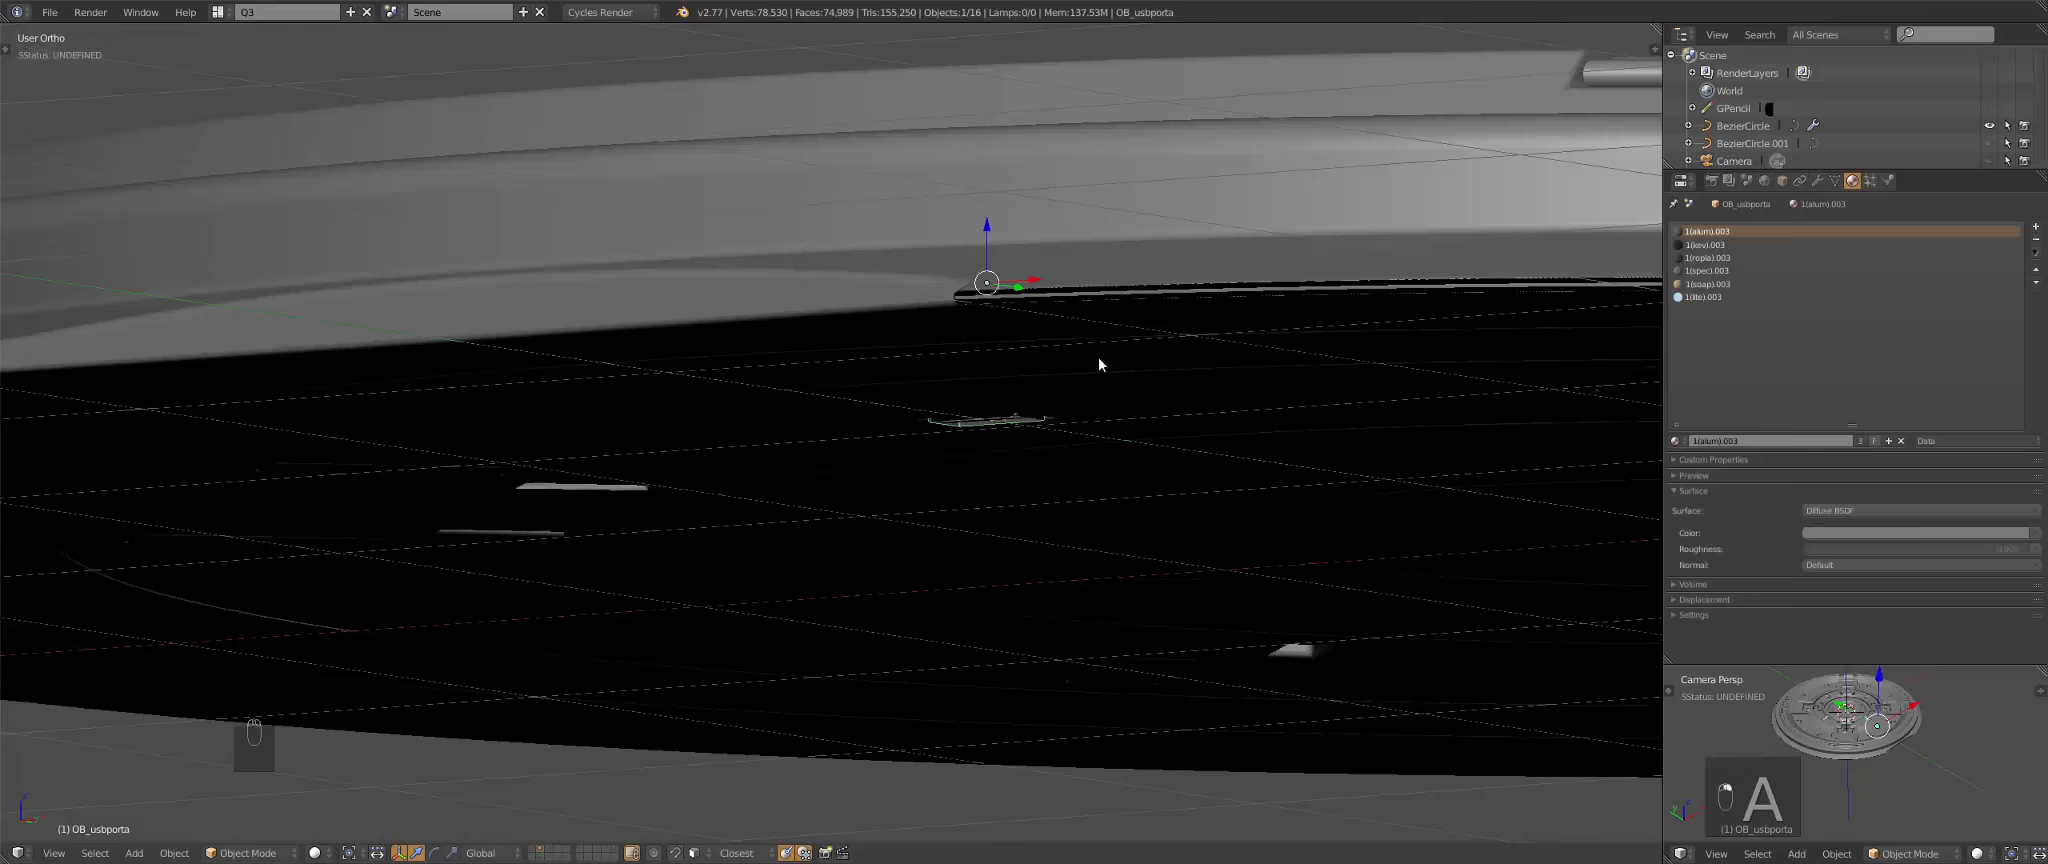 File Render Window Help Q3 Scene Cycles Render v2.77 | Verts:78,530 | Faces:74,989 | Tris:155,250 | Objects:1/16 | Lamps:0/0 | Mem:137.53M | OB_usbporta
User Ortho
SStatus: UNDEFINED
(1) OB_usbporta
View Select Add Object Object Mode Global Closest
View Search All Scenes
Scene
RenderLayers
World
GPencil
BezierCircle
BezierCircle.001
Camera
OB_usbporta 1(alum).003
1(alum).003
1(kev).003
1(ropla).003
1(spec).003
1(soap).003
1(lite).003
1(alum).003 3 F Data
Custom Properties
Preview
Surface
Surface: Diffuse BSDF
Color:
Roughness: 0.000
Normal: Default
Volume
Displacement
Settings
Camera Persp
SStatus: UNDEFINED
A
(1) OB_usbporta
View Select Add Object Object Mode